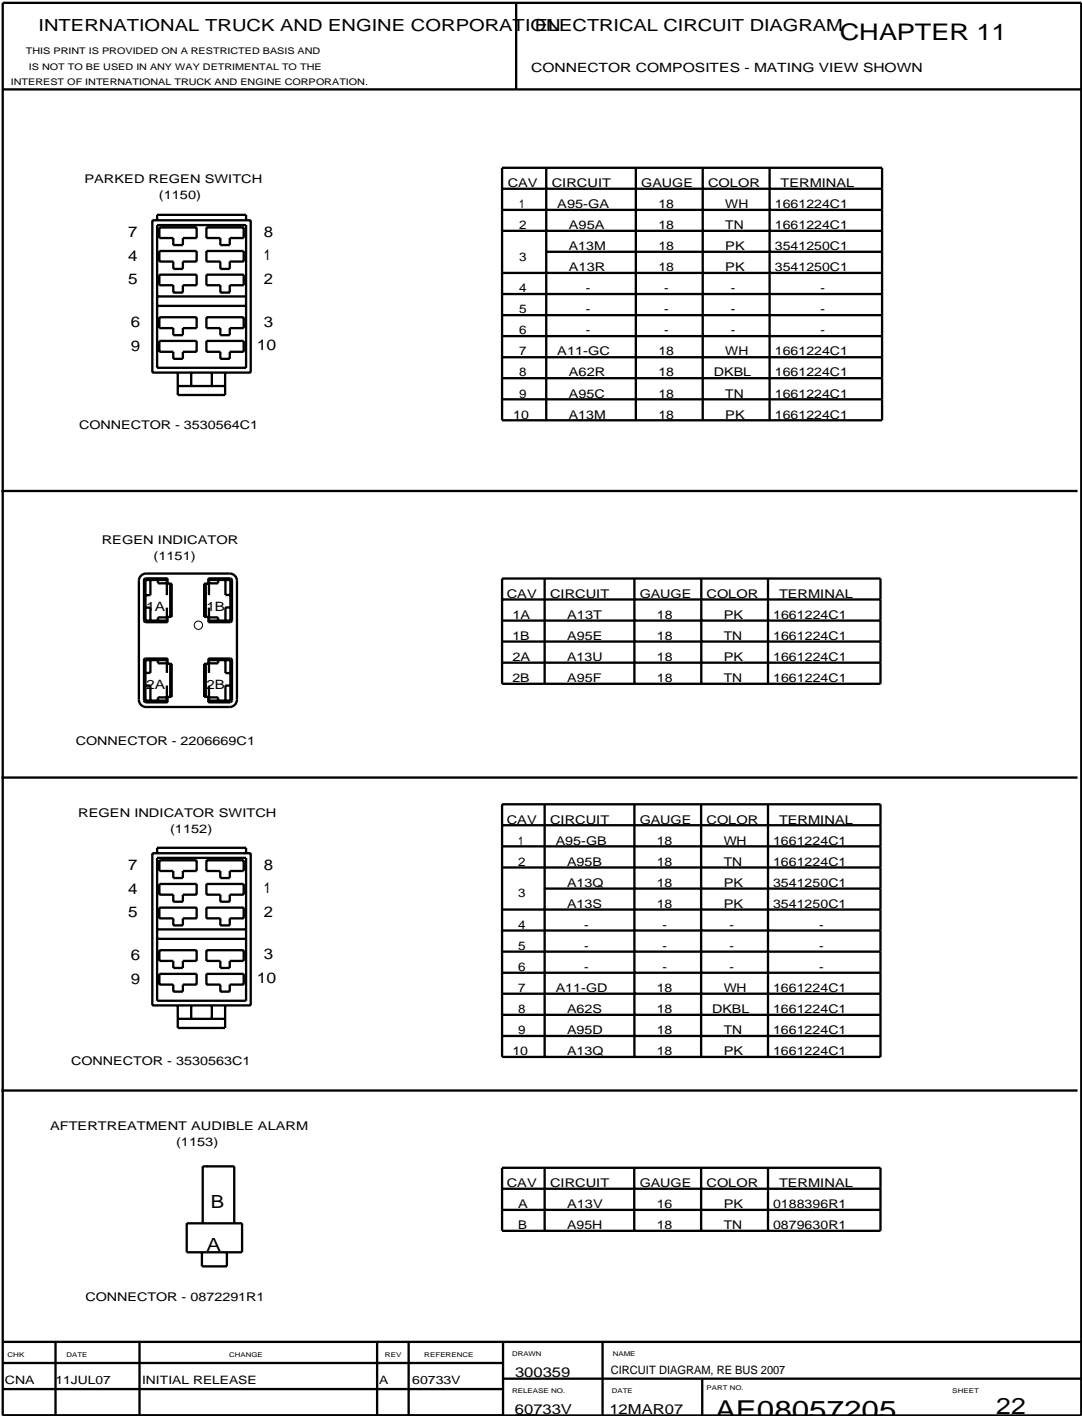 INTERNATIONAL TRUCK AND ENGINE CORPORATION
ELECTRICAL CIRCUIT DIAGRAM
CHAPTER 11
THIS PRINT IS PROVIDED ON A RESTRICTED BASIS AND
IS NOT TO BE USED IN ANY WAY DETRIMENTAL TO THE
INTEREST OF INTERNATIONAL TRUCK AND ENGINE CORPORATION.
CONNECTOR COMPOSITES - MATING VIEW SHOWN
PARKED REGEN SWITCH
(1150)
7 8
4 1
5 2
6 3
9 10
CONNECTOR - 3530564C1
CAV CIRCUIT GAUGE COLOR TERMINAL
1 A95-GA 18 WH 1661224C1
2 A95A 18 TN 1661224C1
3 A13M 18 PK 3541250C1
A13R 18 PK 3541250C1
4 - - - -
5 - - - -
6 - - - -
7 A11-GC 18 WH 1661224C1
8 A62R 18 DKBL 1661224C1
9 A95C 18 TN 1661224C1
10 A13M 18 PK 1661224C1
REGEN INDICATOR
(1151)
1A 1B
2A 2B
CONNECTOR - 2206669C1
CAV CIRCUIT GAUGE COLOR TERMINAL
1A A13T 18 PK 1661224C1
1B A95E 18 TN 1661224C1
2A A13U 18 PK 1661224C1
2B A95F 18 TN 1661224C1
REGEN INDICATOR SWITCH
(1152)
7 8
4 1
5 2
6 3
9 10
CONNECTOR - 3530563C1
CAV CIRCUIT GAUGE COLOR TERMINAL
1 A95-GB 18 WH 1661224C1
2 A95B 18 TN 1661224C1
3 A13Q 18 PK 3541250C1
A13S 18 PK 3541250C1
4 - - - -
5 - - - -
6 - - - -
7 A11-GD 18 WH 1661224C1
8 A62S 18 DKBL 1661224C1
9 A95D 18 TN 1661224C1
10 A13Q 18 PK 1661224C1
AFTERTREATMENT AUDIBLE ALARM
(1153)
B
A
CONNECTOR - 0872291R1
CAV CIRCUIT GAUGE COLOR TERMINAL
A A13V 16 PK 0188396R1
B A95H 18 TN 0879630R1
CHK DATE CHANGE REV REFERENCE
CNA 11JUL07 INITIAL RELEASE A 60733V
DRAWN
300359
NAME
CIRCUIT DIAGRAM, RE BUS 2007
RELEASE NO.
60733V
DATE
12MAR07
PART NO.
AE08057205
SHEET
22